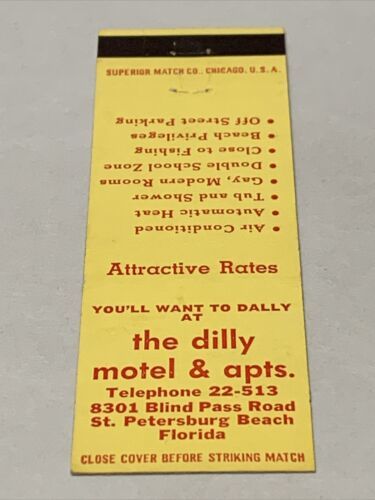 SUPERIOR MATCH CO., CHICAGO, U.S.A.
• Air Conditioned
• Automatic Heat
• Tub and Shower
• Gay, Modern Rooms
• Double School Zone
• Close to Fishing
• Beach Privileges
• Off Street Parking
Attractive Rates
YOU'LL WANT TO DALLY
AT
the dilly
motel & apts.
Telephone 22-513
8301 Blind Pass Road
St. Petersburg Beach
Florida
CLOSE COVER BEFORE STRIKING MATCH